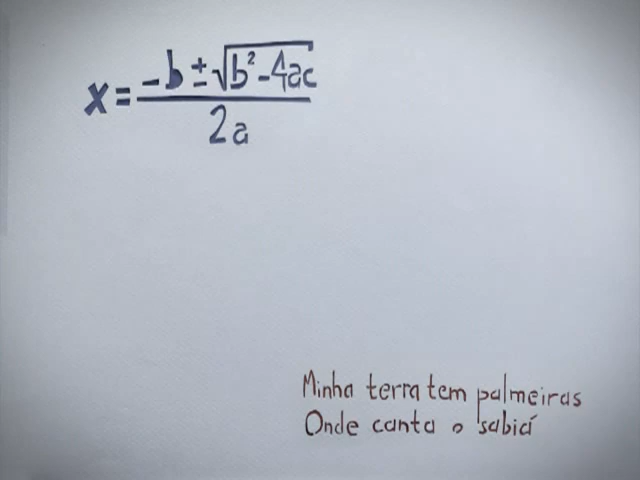 x = -b ± √(b² - 4ac) / 2a
Minha terra tem palmeiras
Onde canta o sabiá